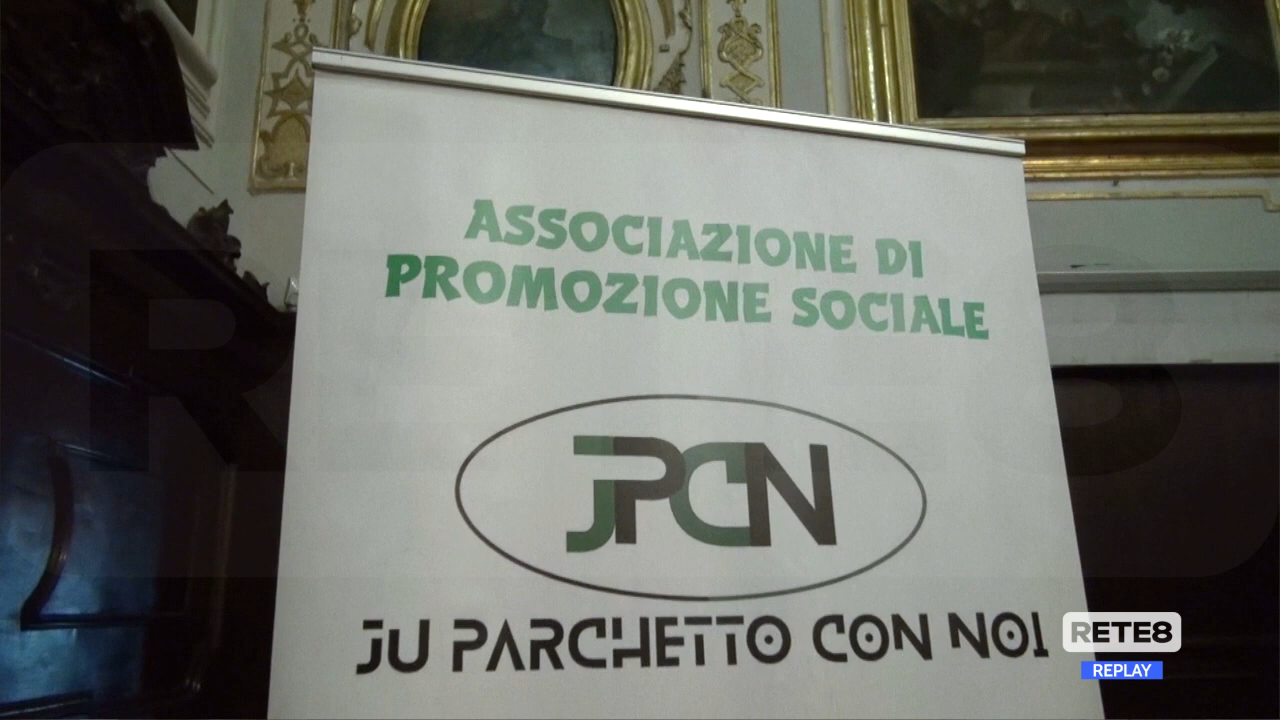 ASSOCIAZIONE DI
PROMOZIONE SOCIALE
JPCN
JU PARCHETTO CON NOI
RETE8
REPLAY